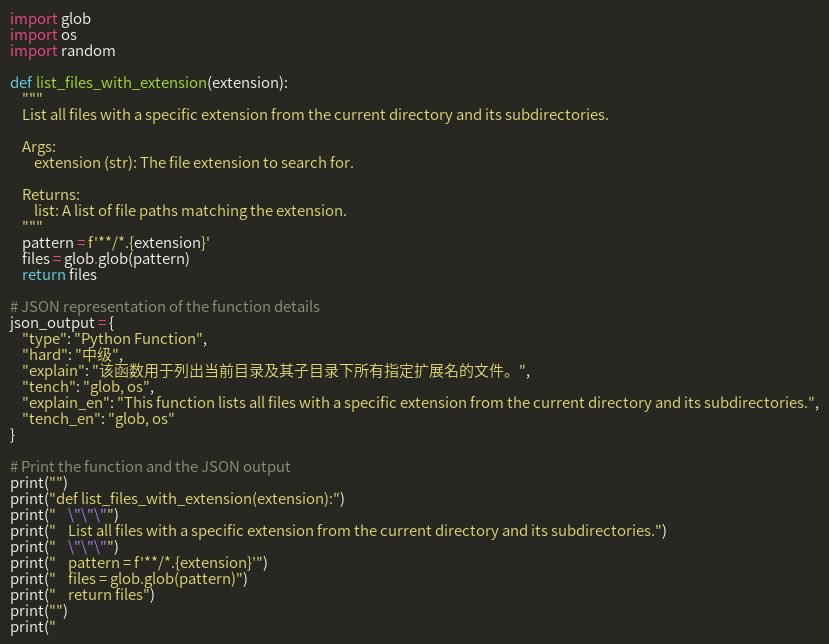 import glob
import os
import random

def list_files_with_extension(extension):
    """
    List all files with a specific extension from the current directory and its subdirectories.

    Args:
        extension (str): The file extension to search for.

    Returns:
        list: A list of file paths matching the extension.
    """
    pattern = f'**/*.{extension}'
    files = glob.glob(pattern)
    return files

# JSON representation of the function details
json_output = {
    "type": "Python Function",
    "hard": "中级",
    "explain": "该函数用于列出当前目录及其子目录下所有指定扩展名的文件。",
    "tench": "glob, os",
    "explain_en": "This function lists all files with a specific extension from the current directory and its subdirectories.",
    "tench_en": "glob, os"
}

# Print the function and the JSON output
print("")
print("def list_files_with_extension(extension):")
print("    \"\"\"")
print("    List all files with a specific extension from the current directory and its subdirectories.")
print("    \"\"\"")
print("    pattern = f'**/*.{extension}'")
print("    files = glob.glob(pattern)")
print("    return files")
print("")
print("